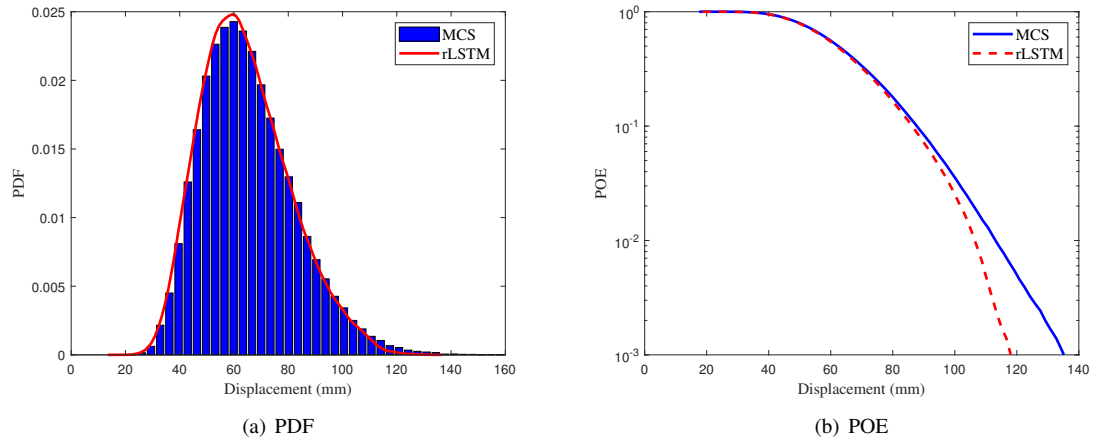 0.025
0.02
0.015
0.01
0.005
0
PDF
MCS
rLSTM
0 20 40 60 80 100 120 140 160
Displacement (mm)
(a) PDF
10^0
10^-1
10^-2
10^-3
POE
MCS
rLSTM
0 20 40 60 80 100 120 140
Displacement (mm)
(b) POE